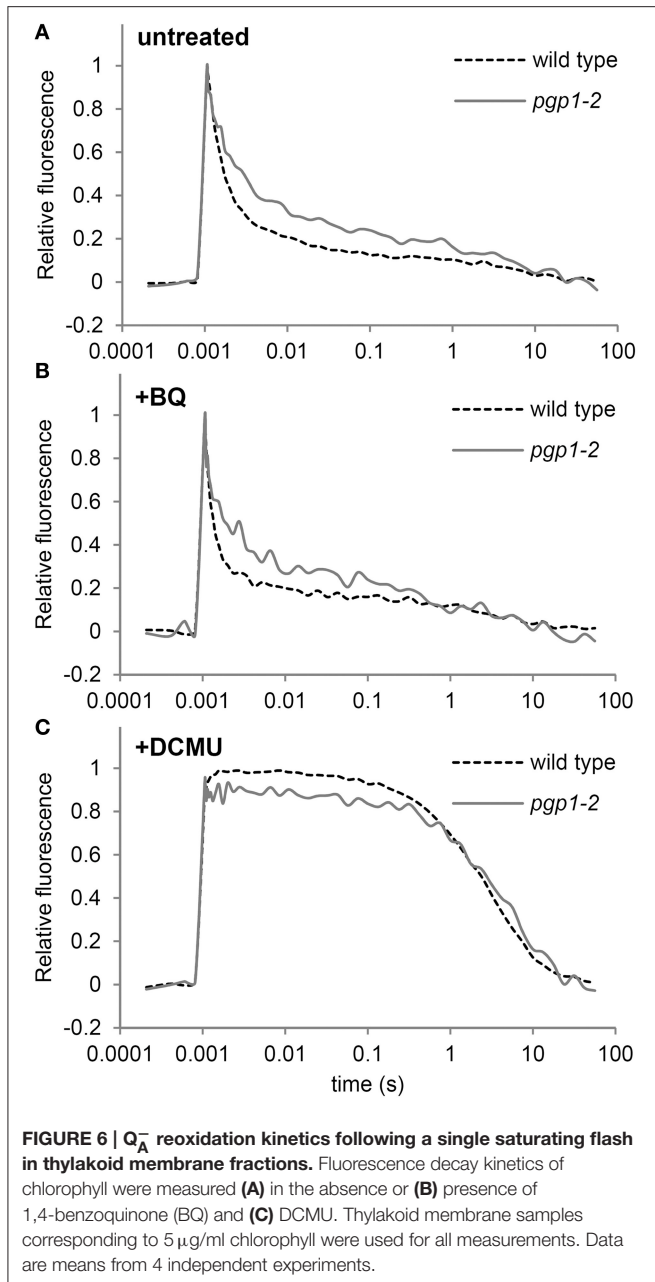 A
untreated
wild type
pgp1-2
Relative fluorescence
1
0.8
0.6
0.4
0.2
0
-0.2
0.0001 0.001 0.01 0.1 1 10 100
B
+BQ
wild type
pgp1-2
Relative fluorescence
1
0.8
0.6
0.4
0.2
0
-0.2
0.0001 0.001 0.01 0.1 1 10 100
C
+DCMU
wild type
pgp1-2
Relative fluorescence
1
0.8
0.6
0.4
0.2
0
-0.2
0.0001 0.001 0.01 0.1 1 10 100
time (s)
FIGURE 6 | Q_A^− reoxidation kinetics following a single saturating flash
in thylakoid membrane fractions. Fluorescence decay kinetics of
chlorophyll were measured (A) in the absence or (B) presence of
1,4-benzoquinone (BQ) and (C) DCMU. Thylakoid membrane samples
corresponding to 5 μg/ml chlorophyll were used for all measurements. Data
are means from 4 independent experiments.